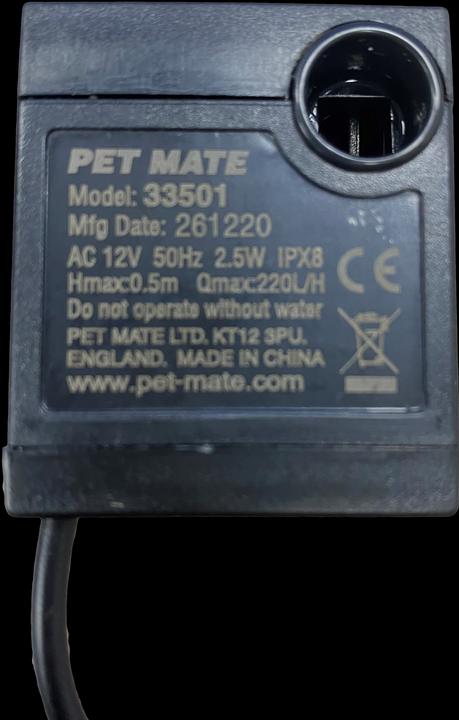 PET MATE
Model: 33501
Mfg Date: 261220
AC 12V 50Hz 2.5W IPX8
Hmax:0.5m Qmax:220L/H
CE
Do not operate without water
PET MATE LTD. KT12 3PU.
ENGLAND. MADE IN CHINA
www.pet-mate.com